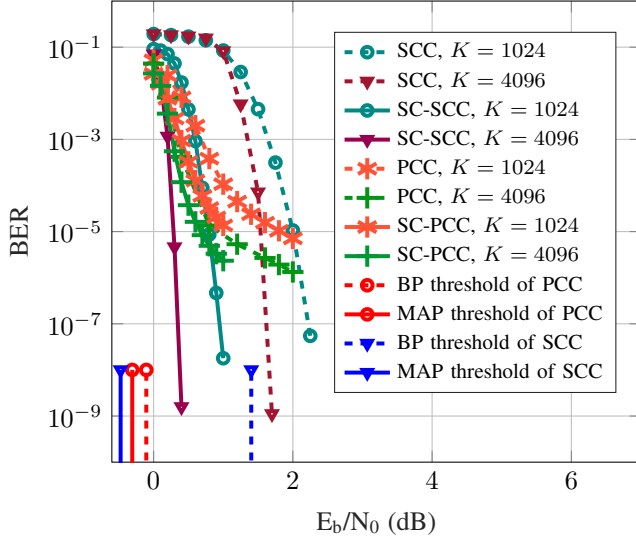 10^{-1}
10^{-3}
10^{-5}
10^{-7}
10^{-9}
BER
0
2
4
6
E_b/N_0 (dB)
SCC, K = 1024
SCC, K = 4096
SC-SCC, K = 1024
SC-SCC, K = 4096
PCC, K = 1024
PCC, K = 4096
SC-PCC, K = 1024
SC-PCC, K = 4096
BP threshold of PCC
MAP threshold of PCC
BP threshold of SCC
MAP threshold of SCC